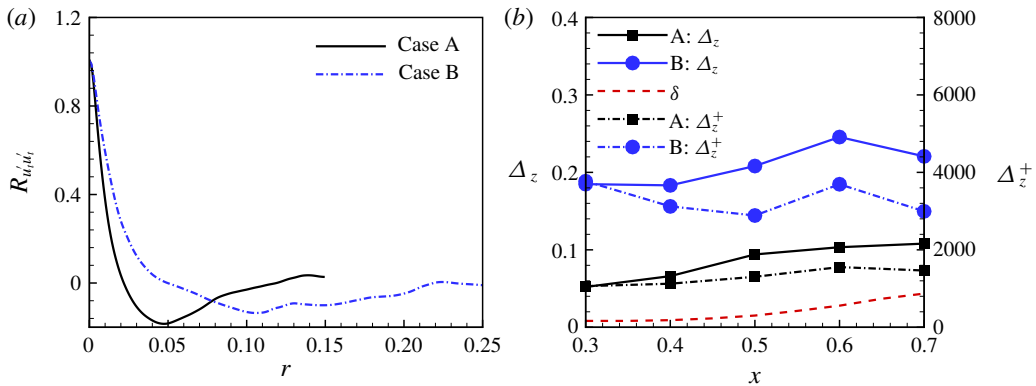 (a)
1.2
0.8
0.4
0
R_{u_t'u_t'}
Case A
Case B
0 0.05 0.10 0.15 0.20 0.25
r
(b)
0.4
0.3
0.2
0.1
0
Δ_z
A: Δ_z
B: Δ_z
δ
A: Δ_z^+
B: Δ_z^+
8000
6000
4000
2000
0
Δ_z^+
0.3 0.4 0.5 0.6 0.7
x